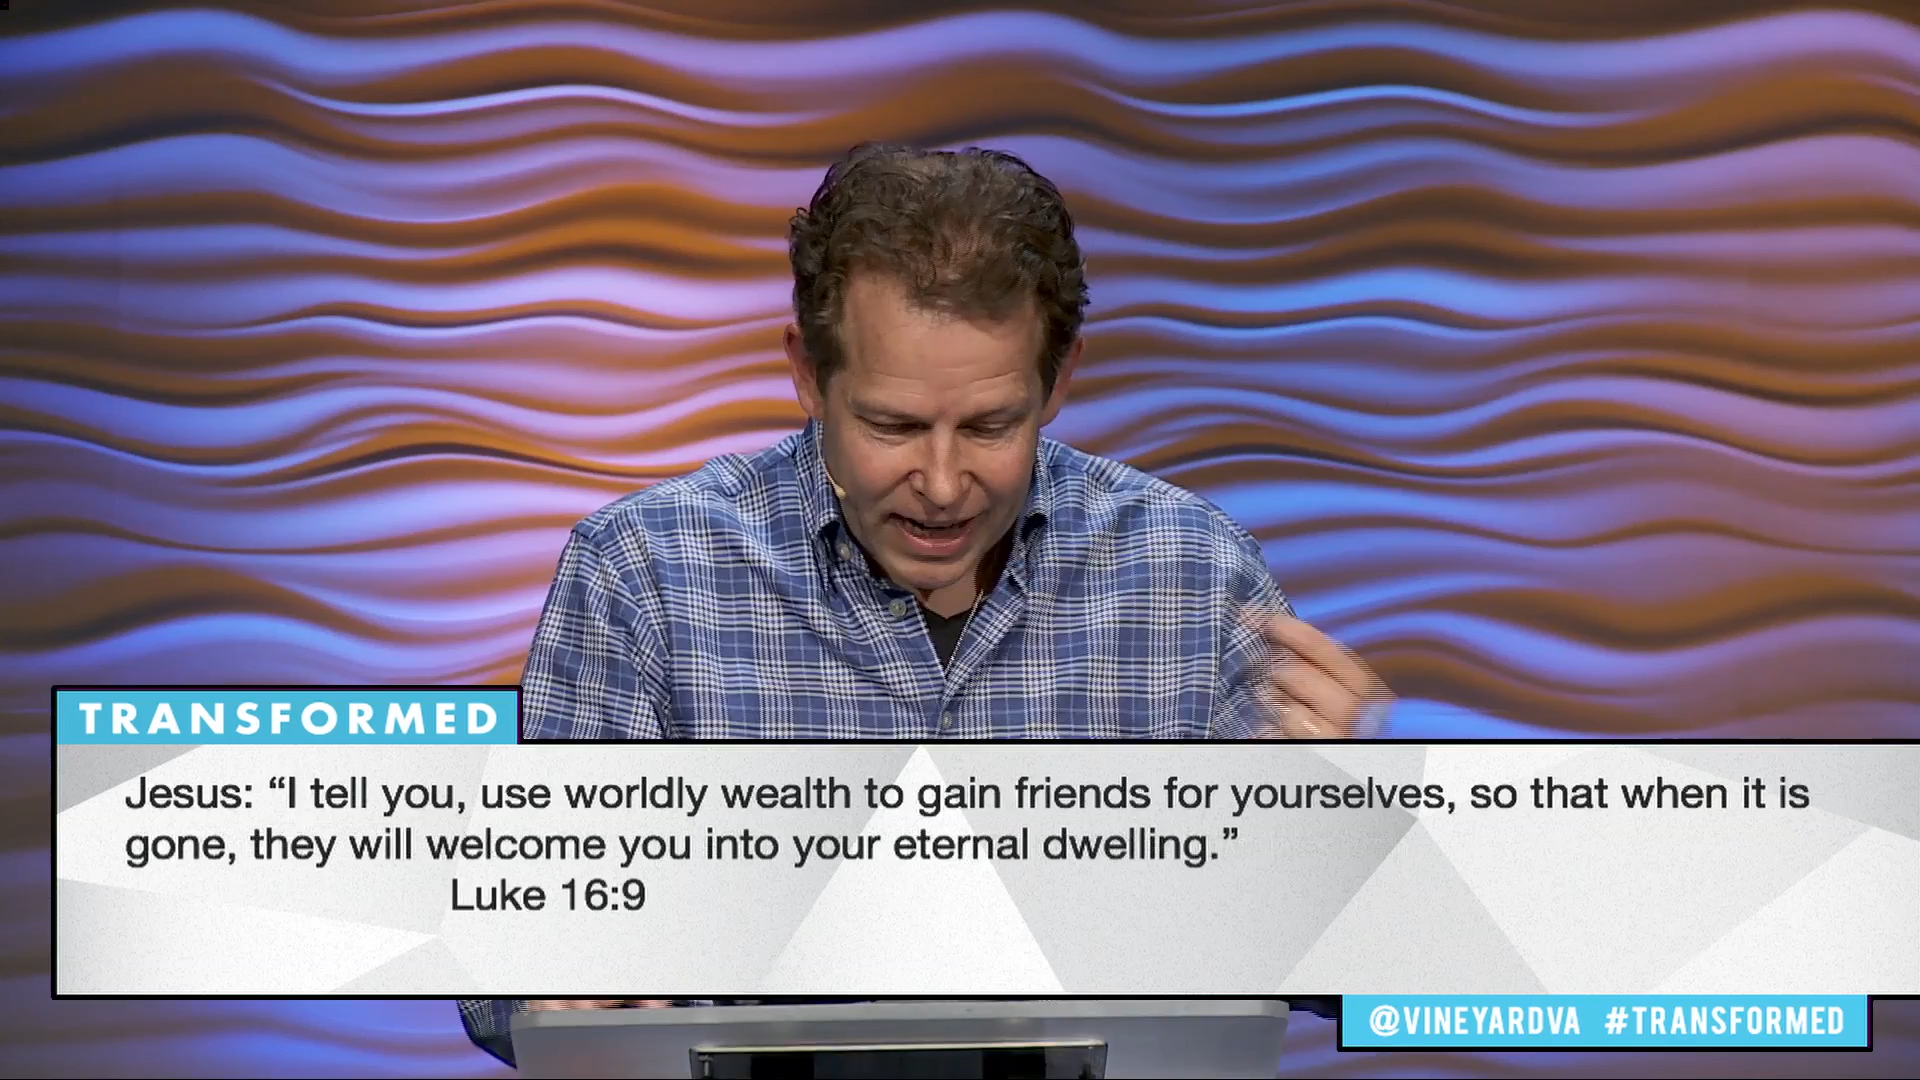 TRANSFORMED
Jesus: “I tell you, use worldly wealth to gain friends for yourselves, so that when it is
gone, they will welcome you into your eternal dwelling.”
Luke 16:9
@VINEYARDVA #TRANSFORMED